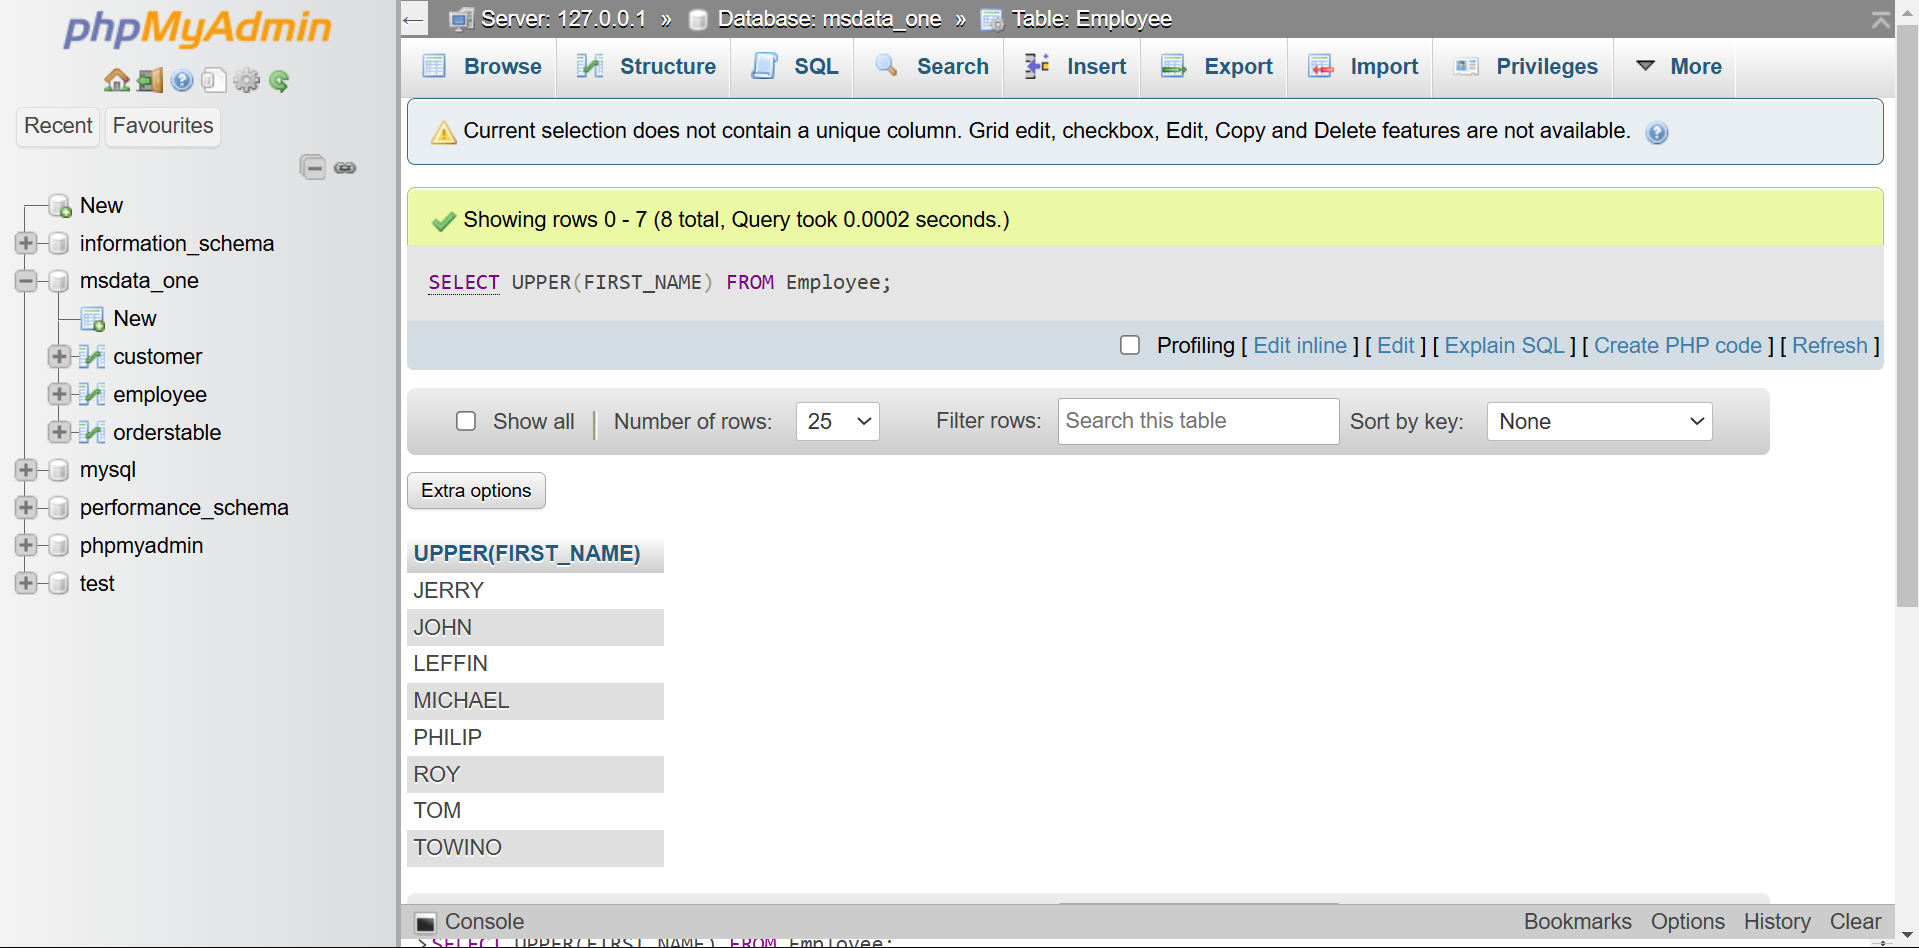 phpMyAdmin
Recent Favourites
New
information_schema
msdata_one
New
customer
employee
orderstable
mysql
performance_schema
phpmyadmin
test
← Server: 127.0.0.1 » Database: msdata_one » Table: Employee
Browse Structure SQL Search Insert Export Import Privileges More
Current selection does not contain a unique column. Grid edit, checkbox, Edit, Copy and Delete features are not available.
Showing rows 0 - 7 (8 total, Query took 0.0002 seconds.)
SELECT UPPER(FIRST_NAME) FROM Employee;
Profiling [ Edit inline ] [ Edit ] [ Explain SQL ] [ Create PHP code ] [ Refresh ]
Show all | Number of rows: 25 Filter rows: Search this table Sort by key: None
Extra options
UPPER(FIRST_NAME)
JERRY
JOHN
LEFFIN
MICHAEL
PHILIP
ROY
TOM
TOWINO
Console Bookmarks Options History Clear
>SELECT UPPER(FIRST_NAME) FROM Employee;